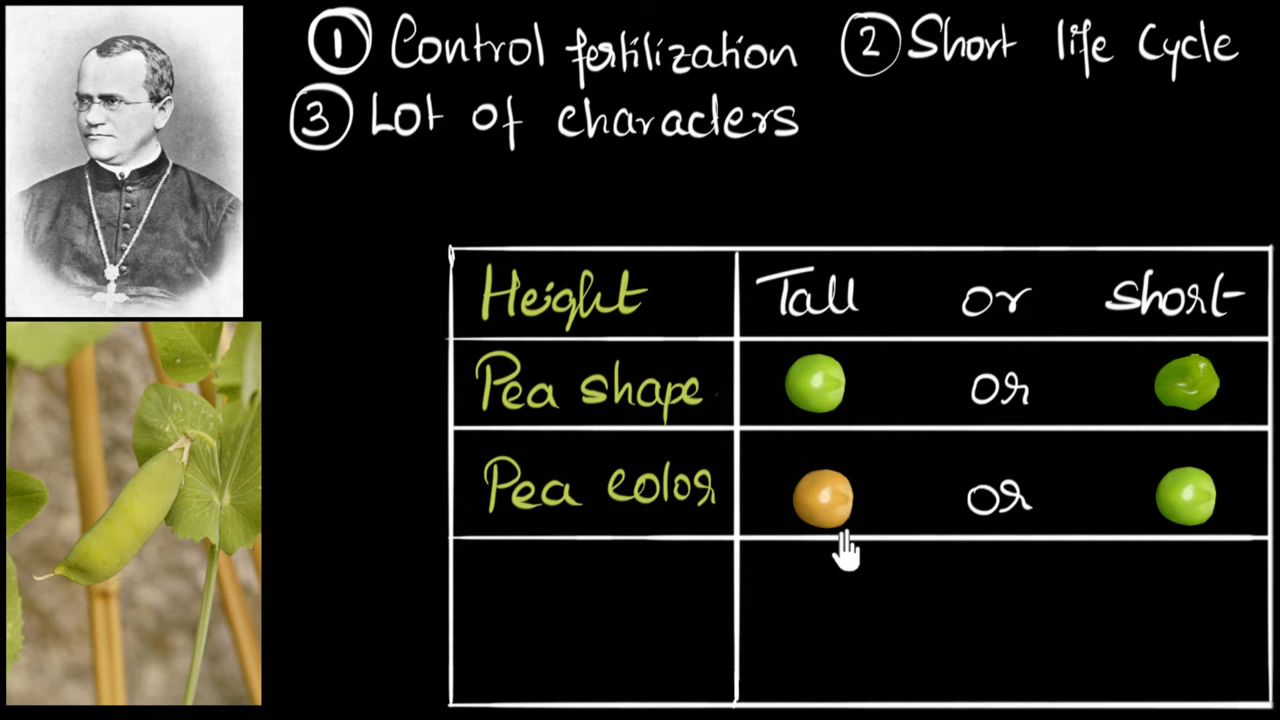 ① Control fertilization ② Short life Cycle
③ Lot of characters
Height Tall or short
Pea shape or
Pea color or